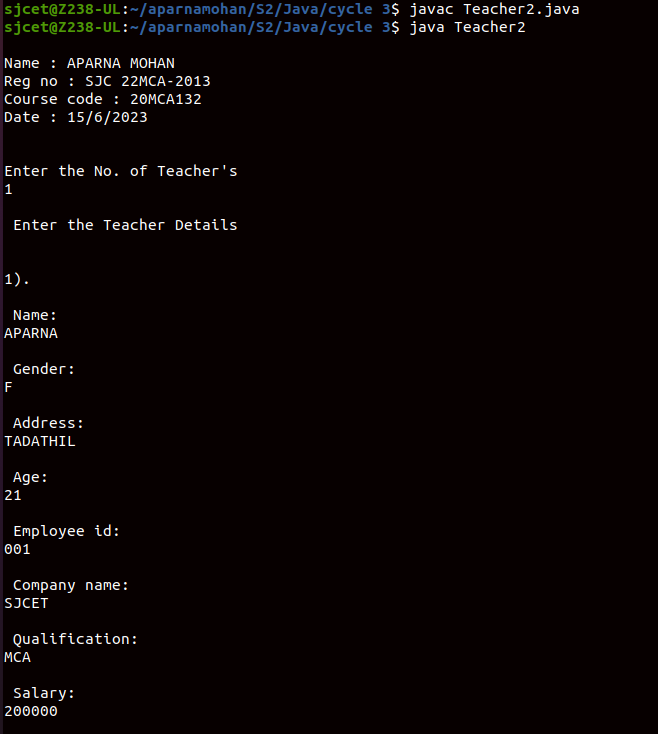 sjcet@Z238-UL:~/aparnamohan/S2/Java/cycle 3$ javac Teacher2.java
sjcet@Z238-UL:~/aparnamohan/S2/Java/cycle 3$ java Teacher2
Name : APARNA MOHAN
Reg no : SJC 22MCA-2013
Course code : 20MCA132
Date : 15/6/2023
Enter the No. of Teacher's
1
Enter the Teacher Details
1).
Name:
APARNA
Gender:
F
Address:
TADATHIL
Age:
21
Employee id:
001
Company name:
SJCET
Qualification:
MCA
Salary:
200000